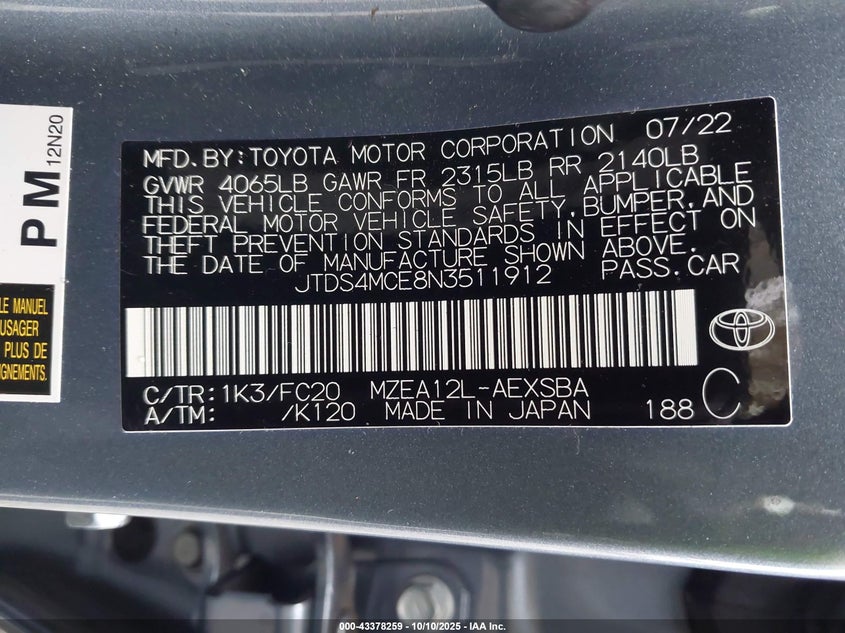 MFD.BY:TOYOTA MOTOR CORPORATION 07/22
GVWR 4065LB GAWR FR 2315LB RR 2140LB
THIS VEHICLE CONFORMS TO ALL APPLICABLE
FEDERAL MOTOR VEHICLE SAFETY,BUMPER,AND
THEFT PREVENTION STANDARDS IN EFFECT ON
THE DATE OF MANUFACTURE SHOWN ABOVE.
JTDS4MCE8N3511912 PASS.CAR
C/TR:1K3/FC20 MZEA12L-AEXSBA
A/TM: /K120 MADE IN JAPAN 188 C
PM
12N20
LE MANUEL
USAGER
PLUS DE
IGNEMENTS.
000-43378259 - 10/10/2025 - IAA Inc.